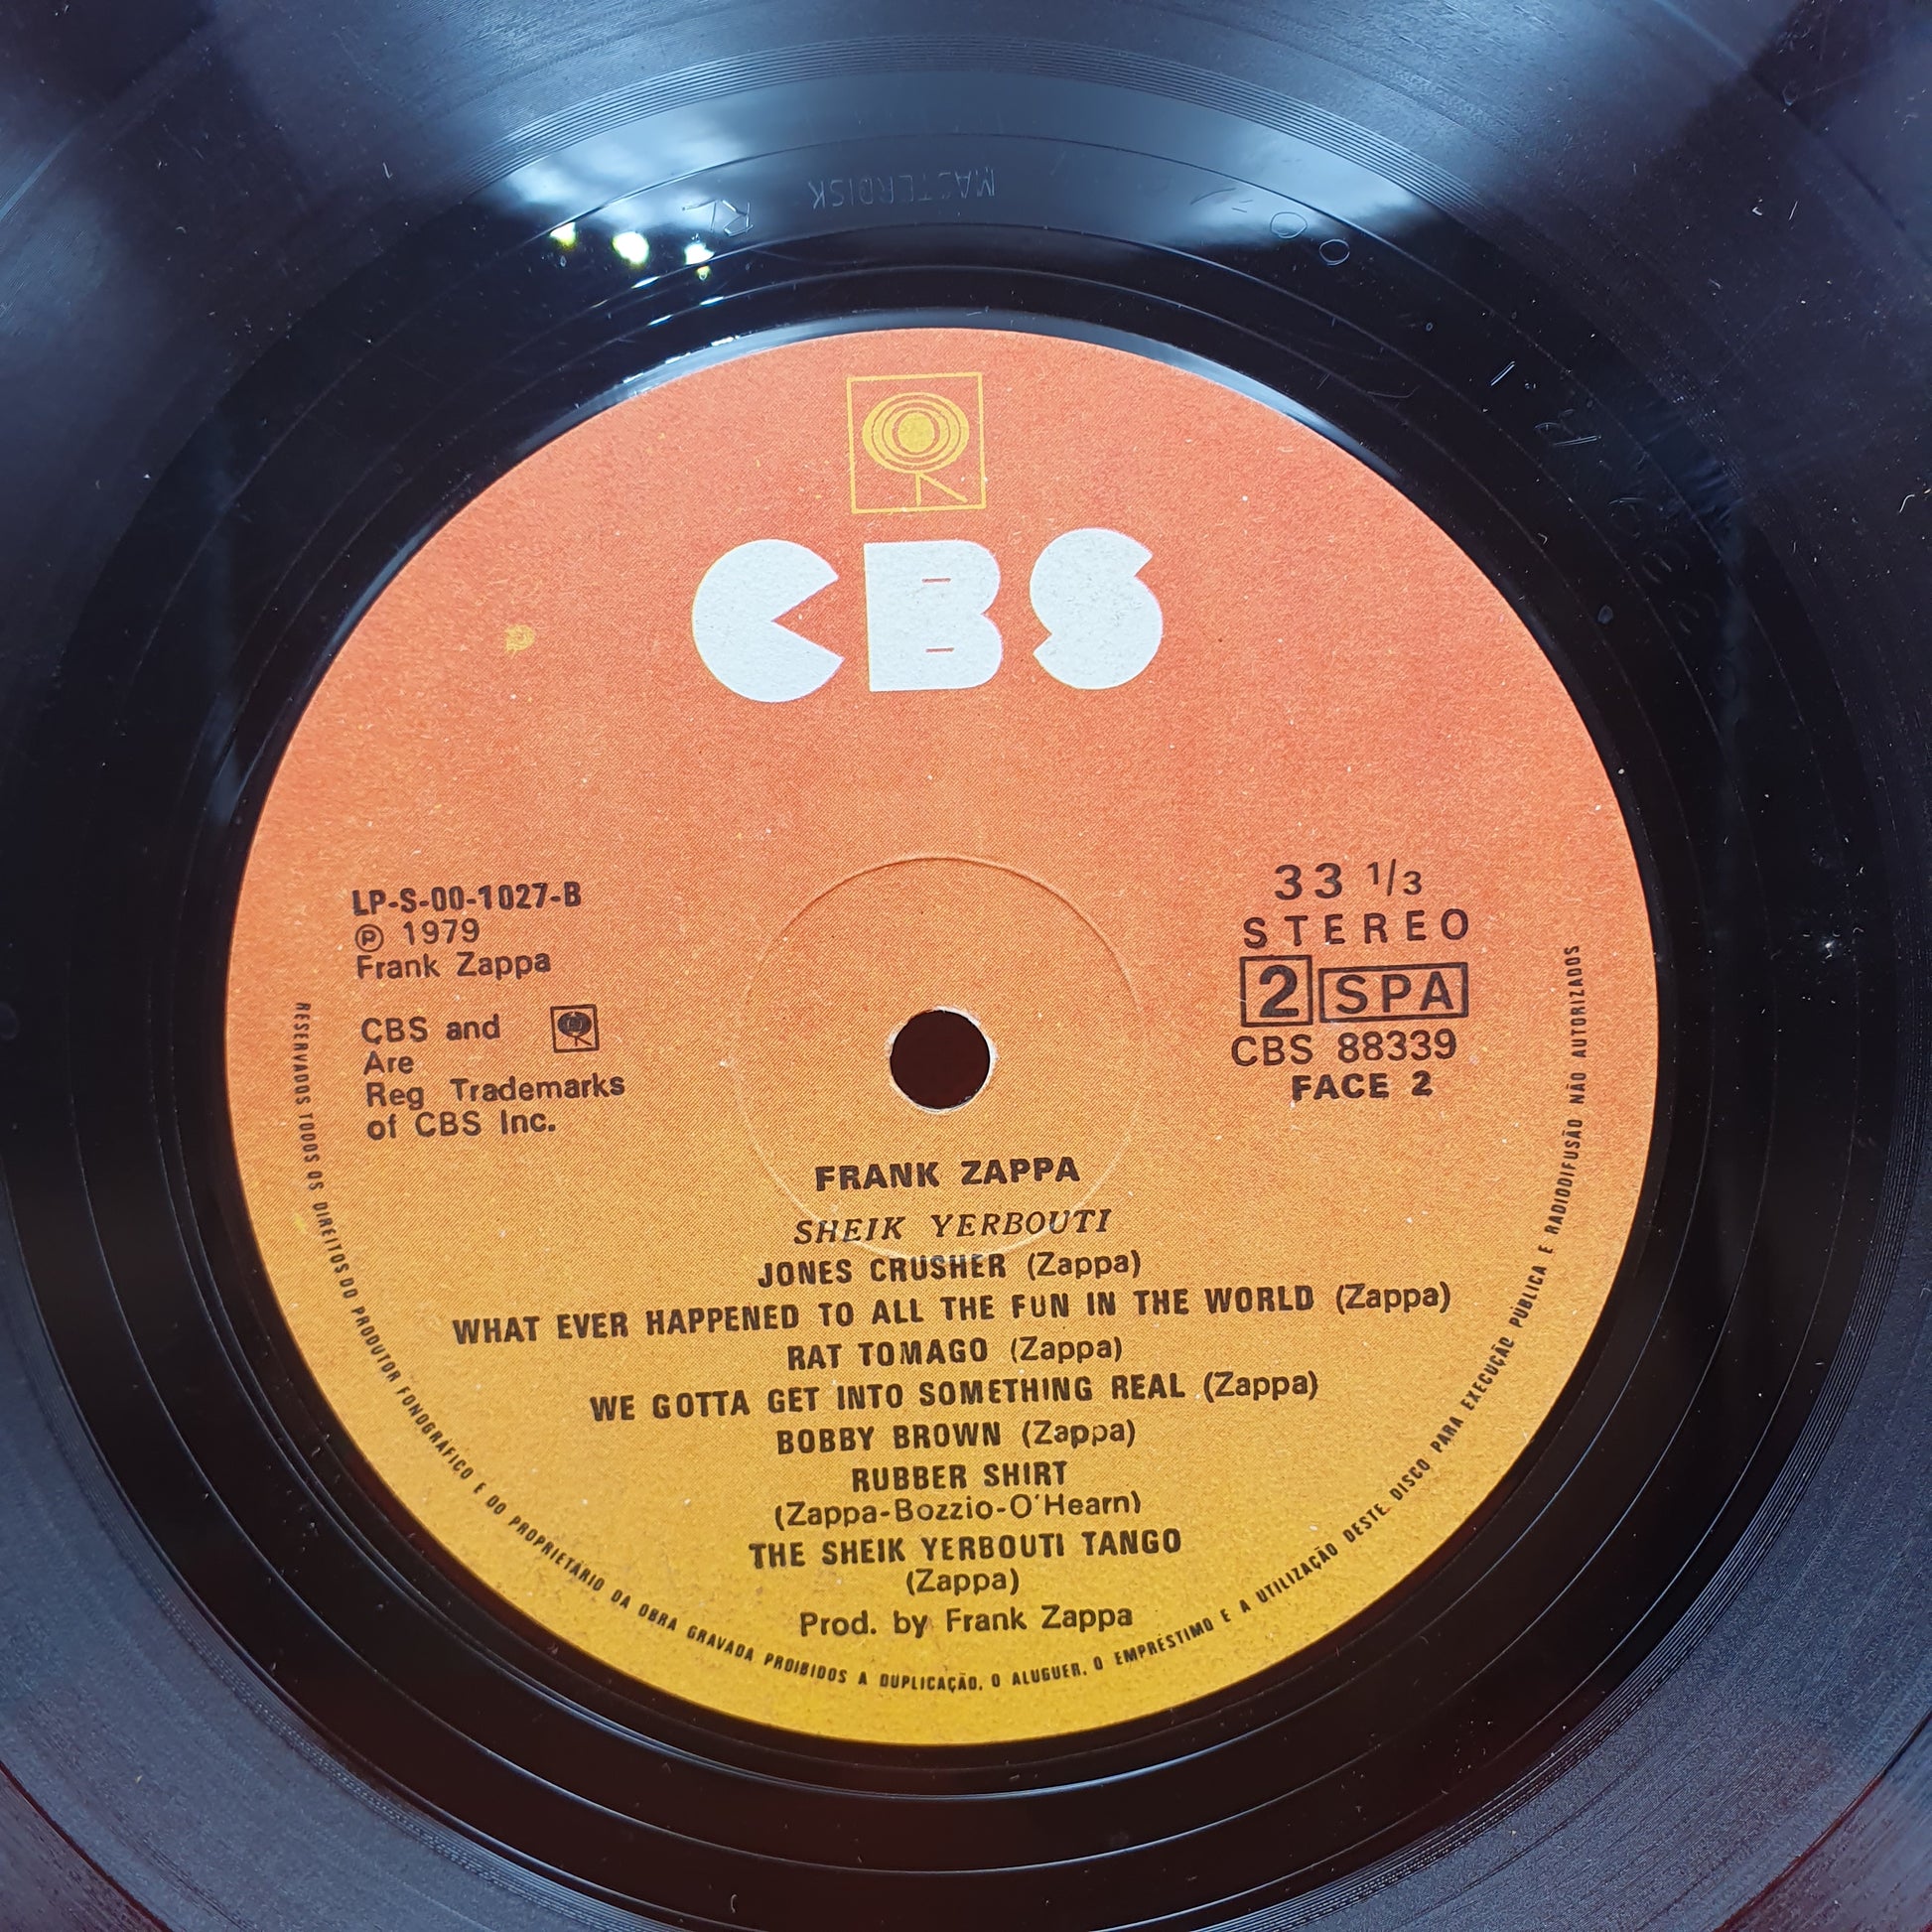 MASTERDISK RL
CBS
LP-S-00-1027-B
℗ 1979
Frank Zappa
CBS and
Are
Reg Trademarks
of CBS Inc.
33 1/3
STEREO
2 SPA
CBS 88339
FACE 2
FRANK ZAPPA
SHEIK YERBOUTI
JONES CRUSHER (Zappa)
WHAT EVER HAPPENED TO ALL THE FUN IN THE WORLD (Zappa)
RAT TOMAGO (Zappa)
WE GOTTA GET INTO SOMETHING REAL (Zappa)
BOBBY BROWN (Zappa)
RUBBER SHIRT
(Zappa-Bozzio-O'Hearn)
THE SHEIK YERBOUTI TANGO
(Zappa)
Prod. by Frank Zappa
RESERVADOS TODOS OS DIREITOS DO PRODUTOR FONOGRÁFICO E DO PROPRIETÁRIO DA OBRA GRAVADA PROIBIDOS A DUPLICAÇÃO, O ALUGUER, O EMPRÉSTIMO E A UTILIZAÇÃO DESTE DISCO PARA EXECUÇÃO PÚBLICA E RADIODIFUSÃO NÃO AUTORIZADOS